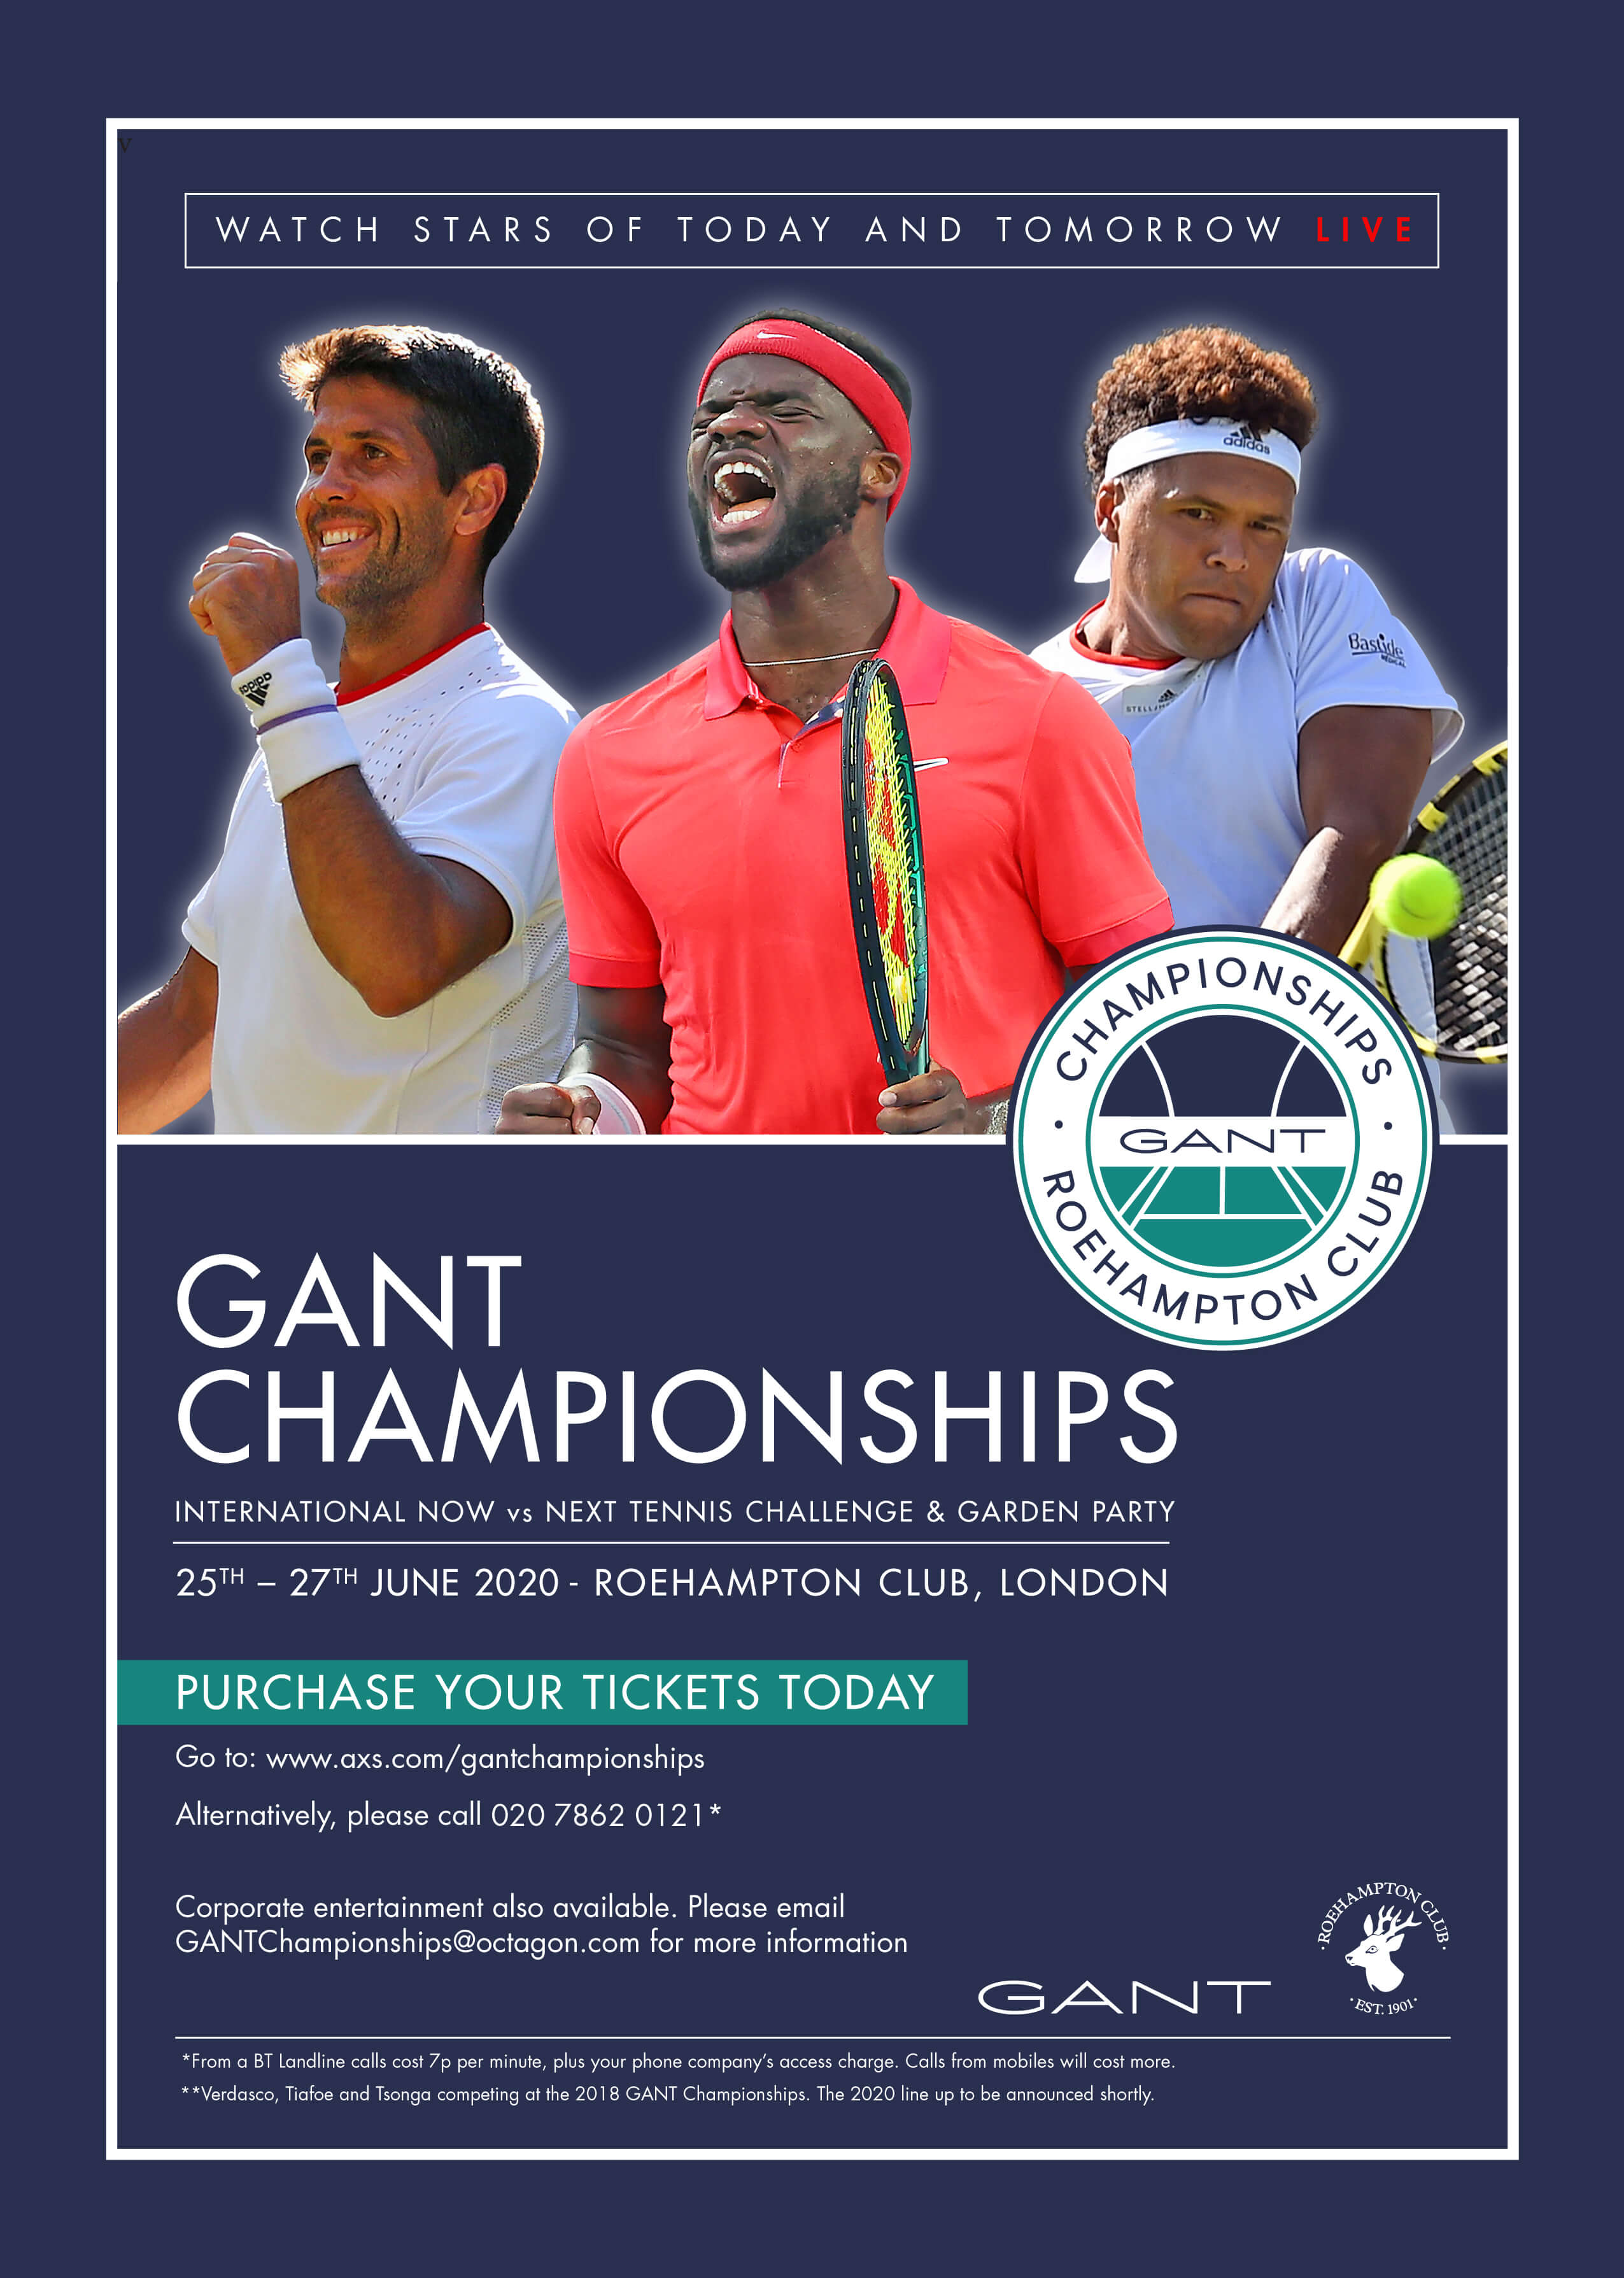 v
WATCH STARS OF TODAY AND TOMORROW LIVE
adidas
adidas
Bastide
MEDICAL
CHAMPIONSHIPS
GANT
ROEHAMPTON CLUB
GANT
CHAMPIONSHIPS
INTERNATIONAL NOW vs NEXT TENNIS CHALLENGE & GARDEN PARTY
25TH – 27TH JUNE 2020 - ROEHAMPTON CLUB, LONDON
PURCHASE YOUR TICKETS TODAY
Go to: www.axs.com/gantchampionships
Alternatively, please call 020 7862 0121*
Corporate entertainment also available. Please email
GANTChampionships@octagon.com for more information
GANT
·ROEHAMPTON CLUB·
·EST. 1901·
*From a BT Landline calls cost 7p per minute, plus your phone company’s access charge. Calls from mobiles will cost more.
**Verdasco, Tiafoe and Tsonga competing at the 2018 GANT Championships. The 2020 line up to be announced shortly.